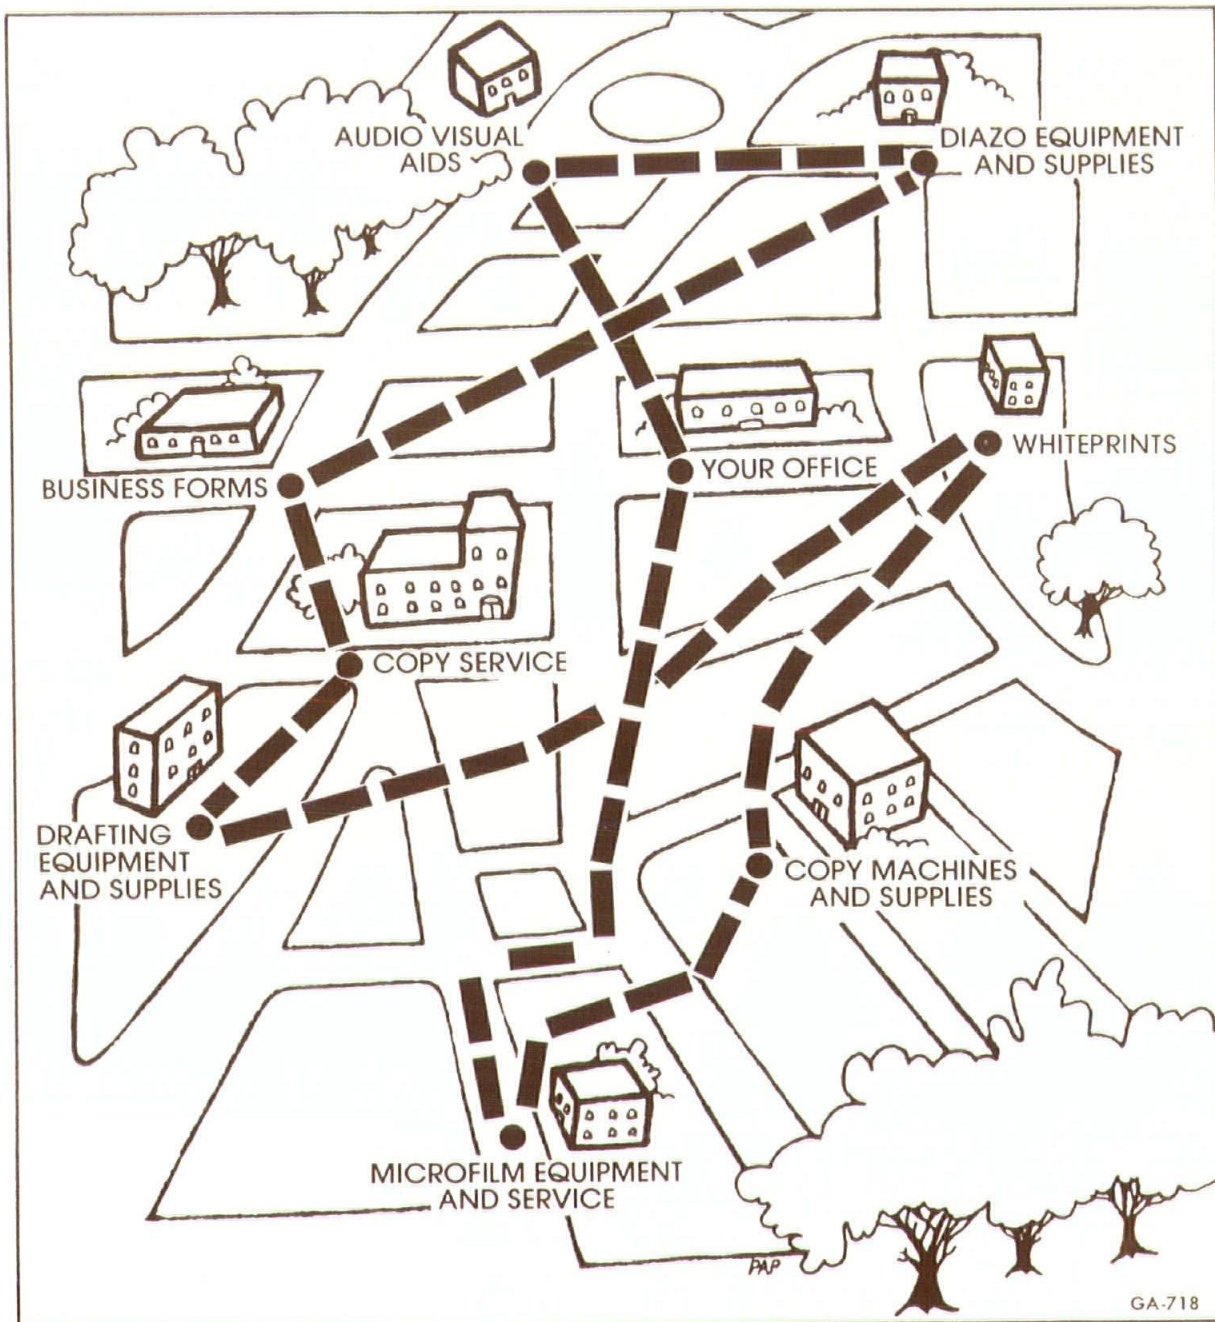 AUDIO VISUAL
AIDS
DIAZO EQUIPMENT
AND SUPPLIES
WHITEPRINTS
BUSINESS FORMS
YOUR OFFICE
COPY SERVICE
DRAFTING
EQUIPMENT
AND SUPPLIES
COPY MACHINES
AND SUPPLIES
MICROFILM EQUIPMENT
AND SERVICE
PAP
GA-718